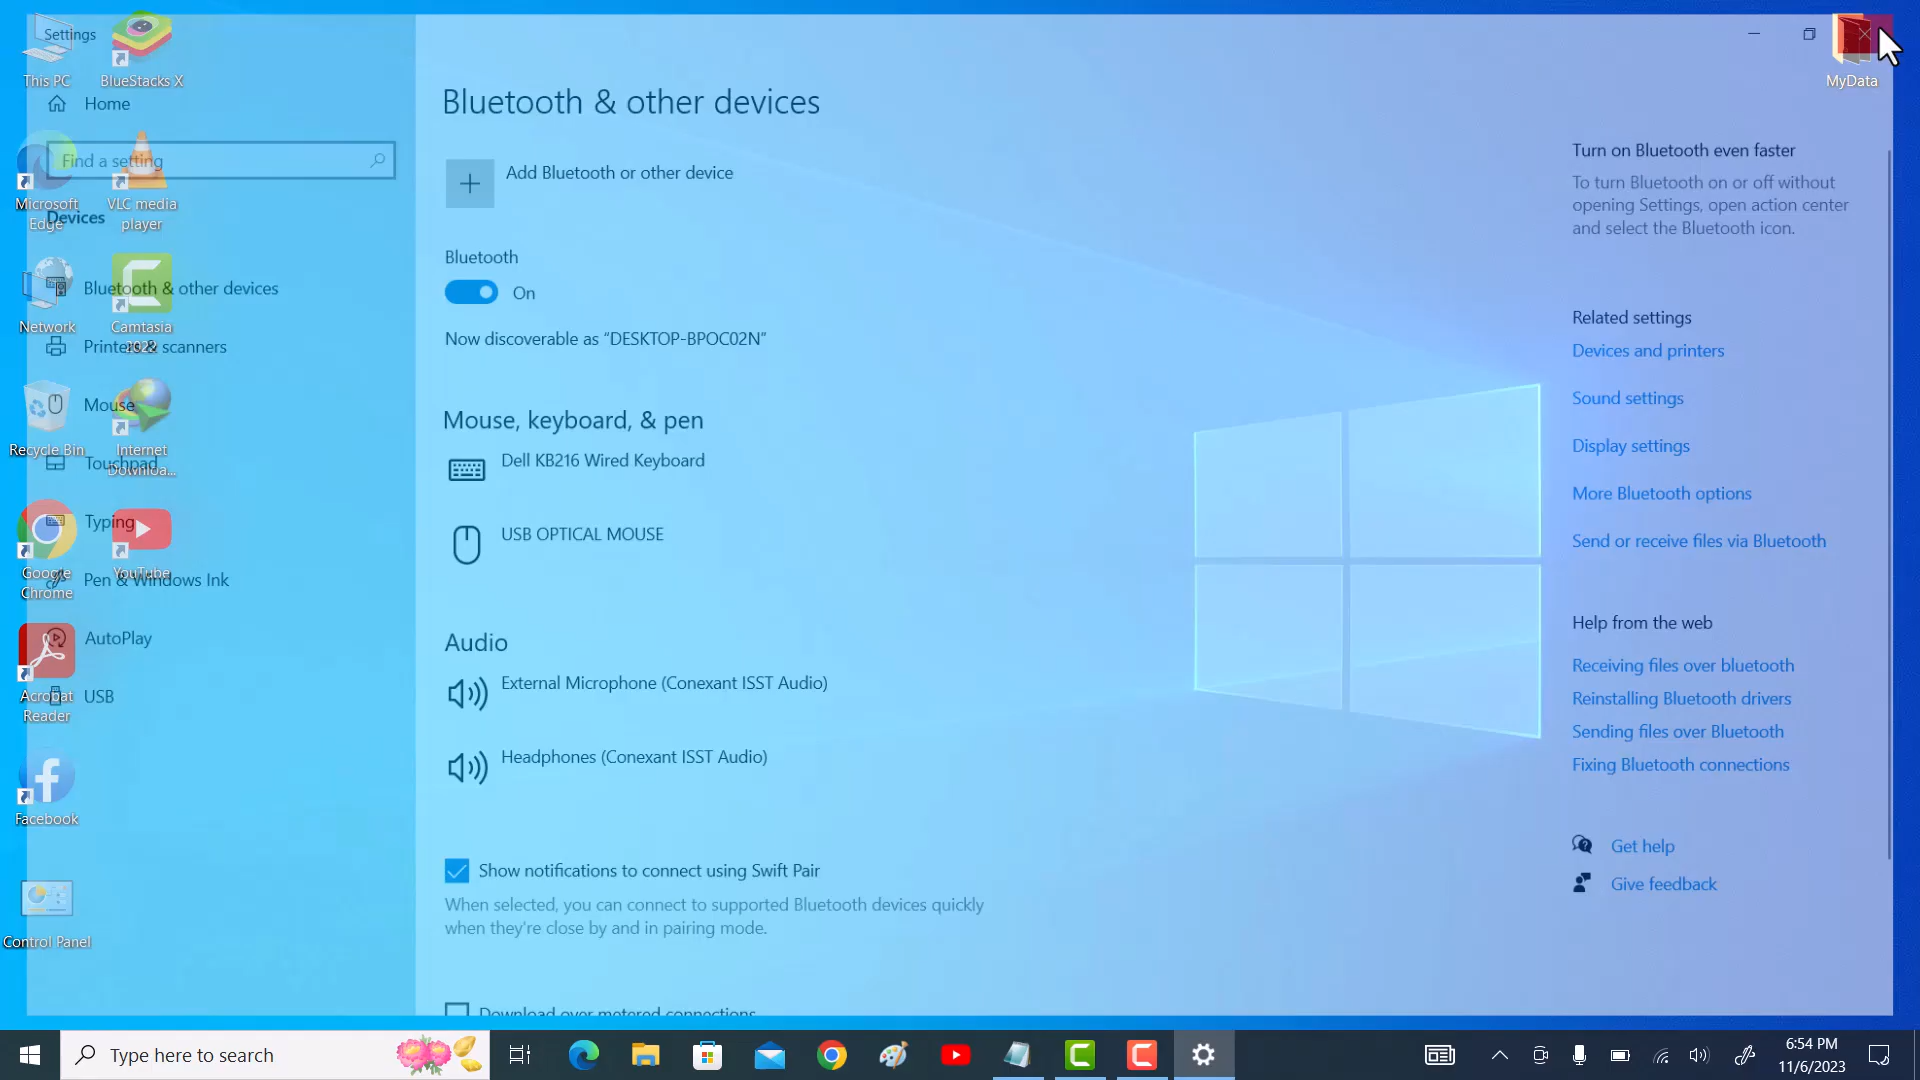 Settings
This PC
BlueStacks X
MyData
Home
Find a setting
Microsoft
Edge
VLC media
player
Devices
Bluetooth & other devices
Network
Camtasia
Printers & scanners
Mouse
Recycle Bin
Internet
Downloa...
Touchpad
Typing
Google
Chrome
YouTube
Pen & Windows Ink
AutoPlay
Acrobat
Reader
USB
Facebook
Control Panel
Bluetooth & other devices
Add Bluetooth or other device
Bluetooth
On
Now discoverable as “DESKTOP-BPOC02N”
Mouse, keyboard, & pen
Dell KB216 Wired Keyboard
USB OPTICAL MOUSE
Audio
External Microphone (Conexant ISST Audio)
Headphones (Conexant ISST Audio)
Show notifications to connect using Swift Pair
When selected, you can connect to supported Bluetooth devices quickly
when they're close by and in pairing mode.
Download over metered connections
Turn on Bluetooth even faster
To turn Bluetooth on or off without
opening Settings, open action center
and select the Bluetooth icon.
Related settings
Devices and printers
Sound settings
Display settings
More Bluetooth options
Send or receive files via Bluetooth
Help from the web
Receiving files over bluetooth
Reinstalling Bluetooth drivers
Sending files over Bluetooth
Fixing Bluetooth connections
Get help
Give feedback
Type here to search
6:54 PM
11/6/2023